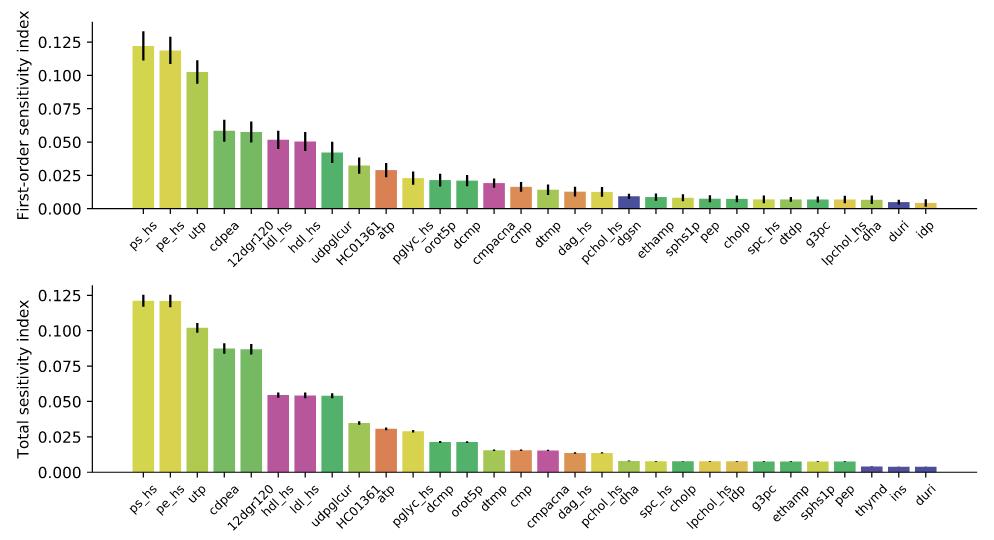 First-order sensitivity index
0.125
0.100
0.075
0.050
0.025
0.000
ps_hs
pe_hs
utp
cdpea
12dgr120
ldl_hs
hdl_hs
udpglcur
HC01361
atp
pglyc_hs
orot5p
dcmp
cmpacna
cmp
dtmp
dag_hs
pchol_hs
dgsn
ethamp
sphs1p
pep
cholp
spc_hs
dtdp
g3pc
lpchol_hs
dha
duri
idp
Total sesitivity index
0.125
0.100
0.075
0.050
0.025
0.000
ps_hs
pe_hs
utp
cdpea
12dgr120
hdl_hs
ldl_hs
udpglcur
HC01361
atp
pglyc_hs
dcmp
orot5p
dtmp
cmp
cmpacna
dag_hs
pchol_hs
dha
spc_hs
cholp
lpchol_hs
idp
g3pc
ethamp
sphs1p
pep
thymd
ins
duri